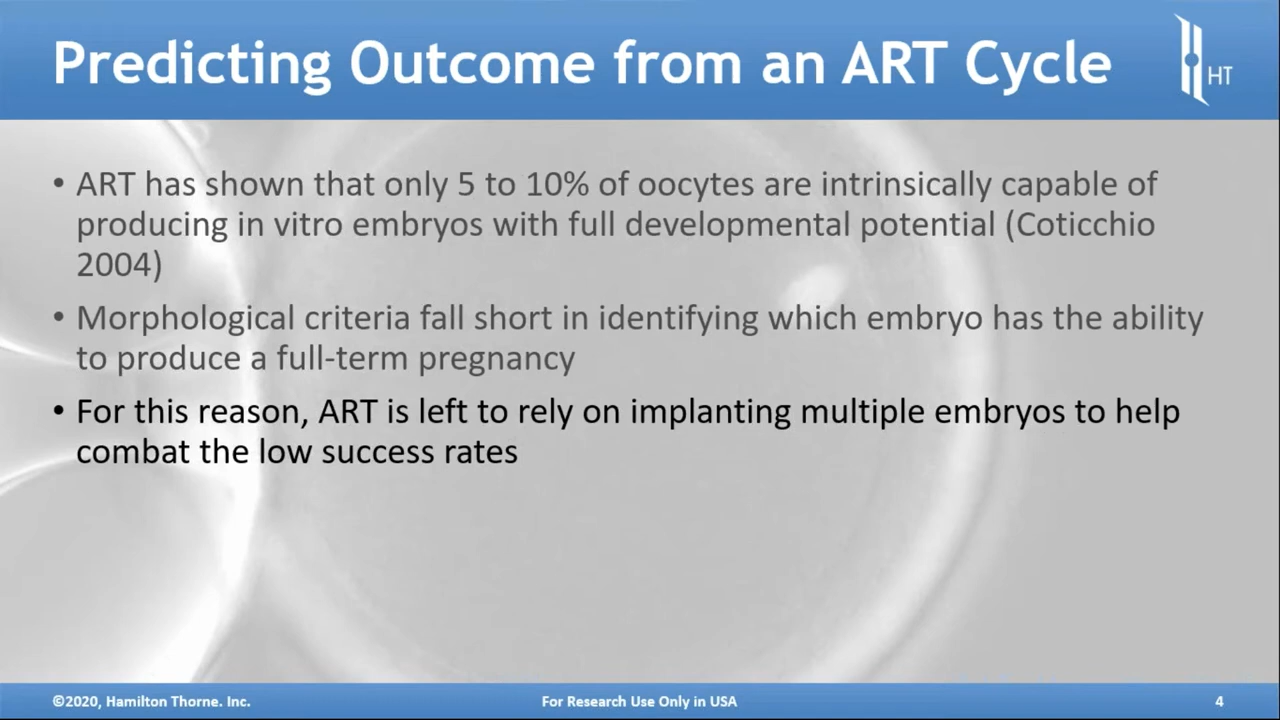 Predicting Outcome from an ART Cycle
HT
• ART has shown that only 5 to 10% of oocytes are intrinsically capable of
producing in vitro embryos with full developmental potential (Coticchio
2004)
• Morphological criteria fall short in identifying which embryo has the ability
to produce a full-term pregnancy
• For this reason, ART is left to rely on implanting multiple embryos to help
combat the low success rates
©2020, Hamilton Thorne. Inc.
For Research Use Only in USA
4